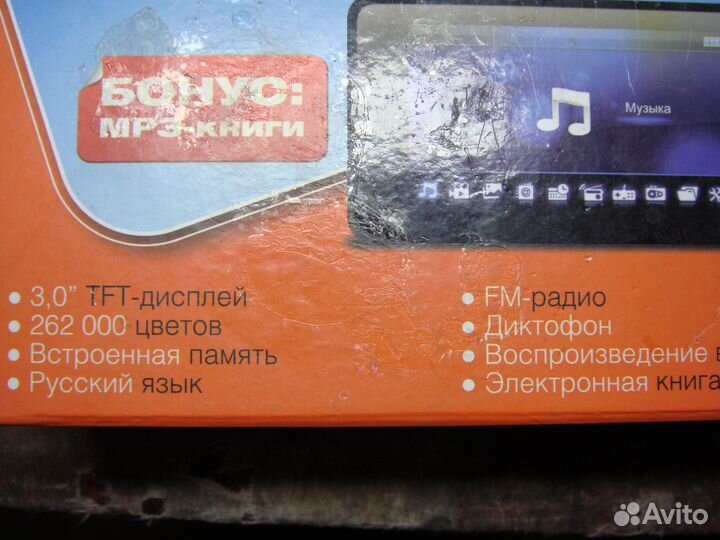 БОНУС:
MP3-КНИГИ
Музыка
• 3,0” TFT-дисплей
• 262 000 цветов
• Встроенная память
• Русский язык
• FM-радио
• Диктофон
• Воспроизведение
• Электронная книга
Avito